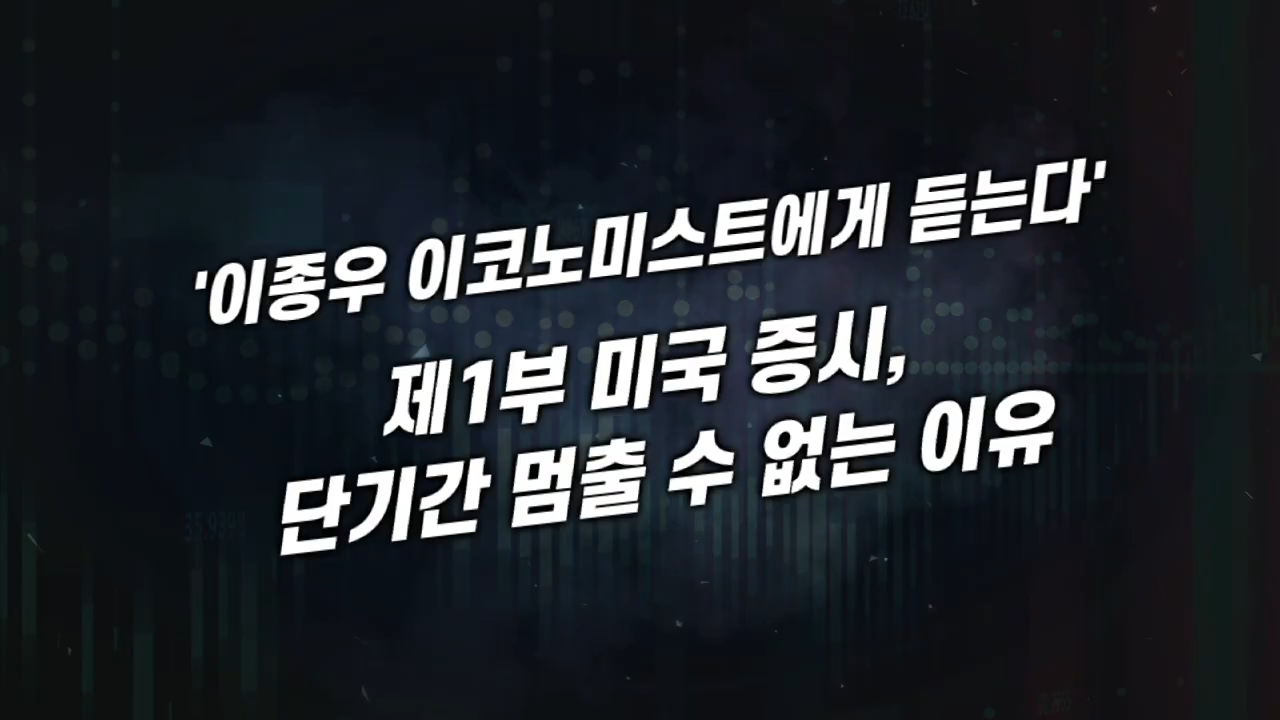 '이종우 이코노미스트에게 듣는다'
제1부 미국 증시,
단기간 멈출 수 없는 이유